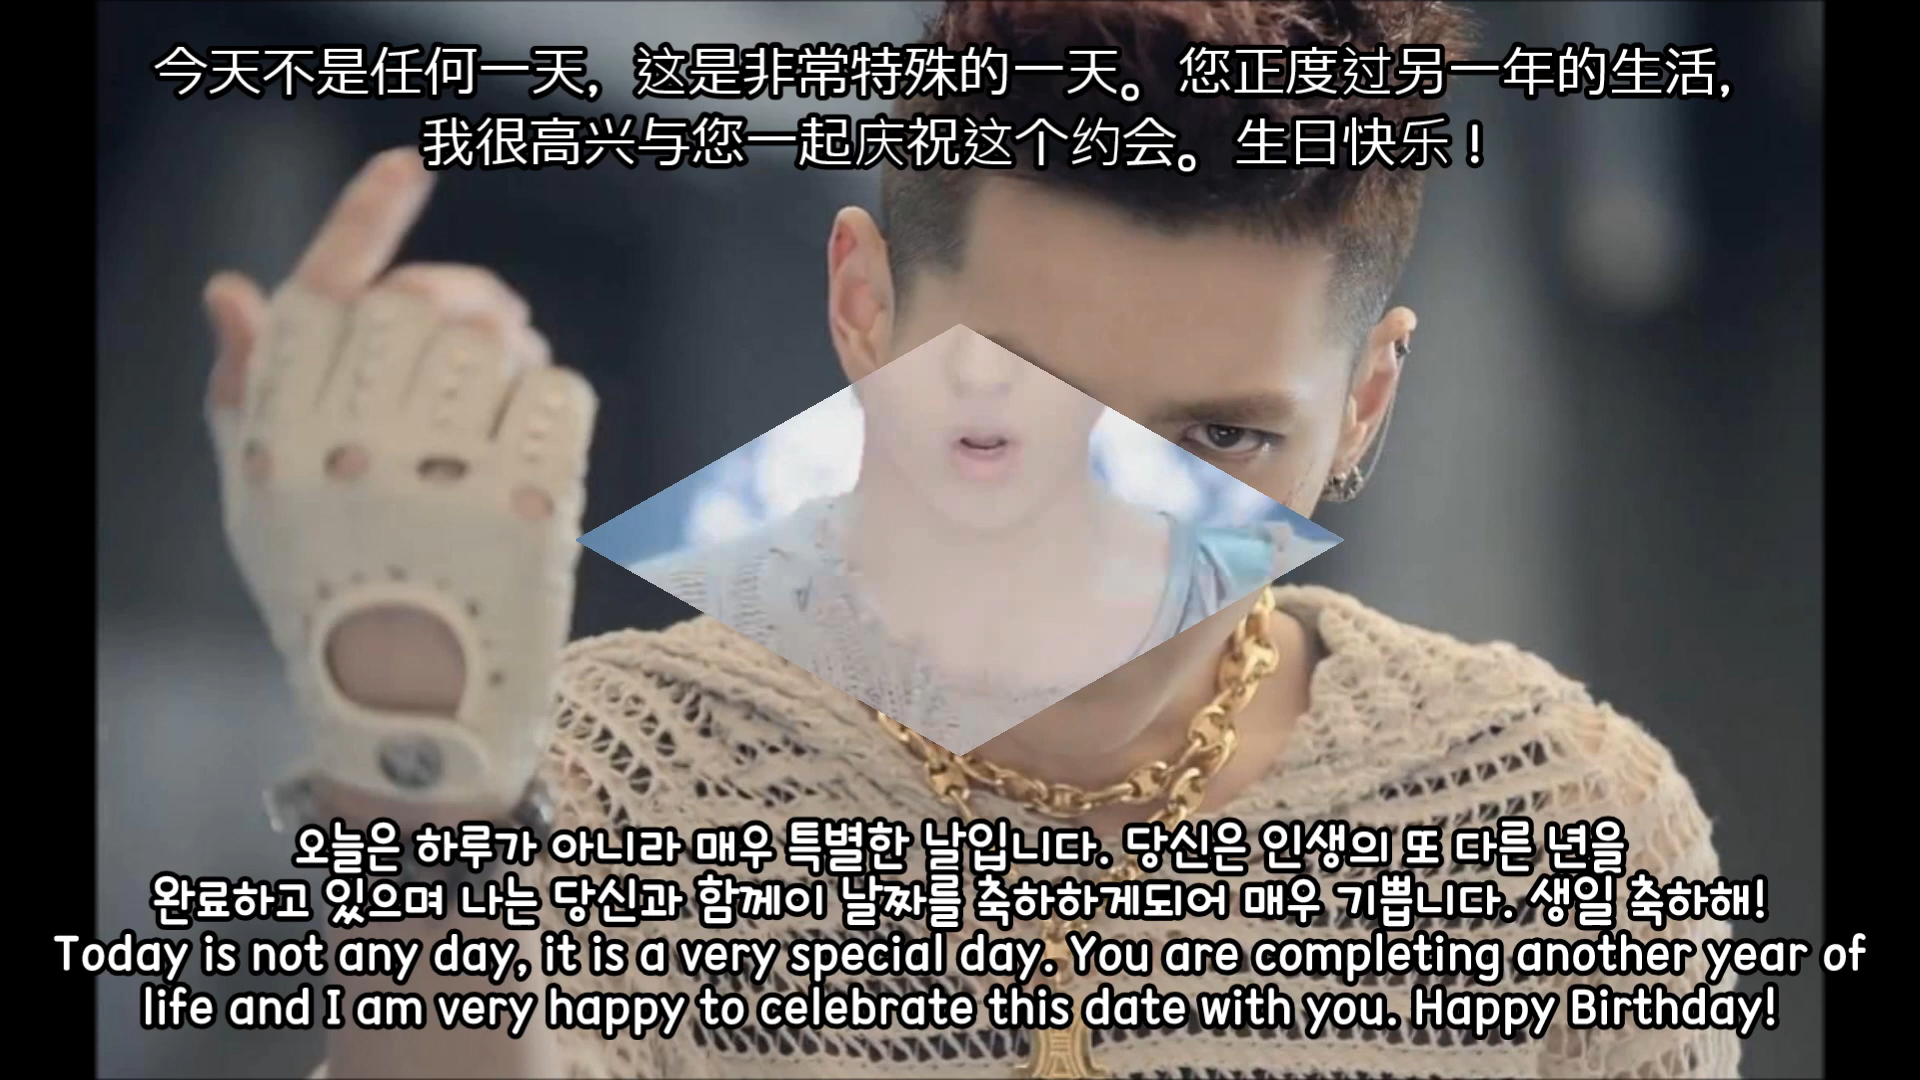 今天不是任何一天，这是非常特殊的一天。您正度过另一年的生活，
我很高兴与您一起庆祝这个约会。生日快乐！
오늘은 하루가 아니라 매우 특별한 날입니다. 당신은 인생의 또 다른 년을
완료하고 있으며 나는 당신과 함께이 날짜를 축하하게되어 매우 기쁩니다. 생일 축하해!
Today is not any day, it is a very special day. You are completing another year of
life and I am very happy to celebrate this date with you. Happy Birthday!